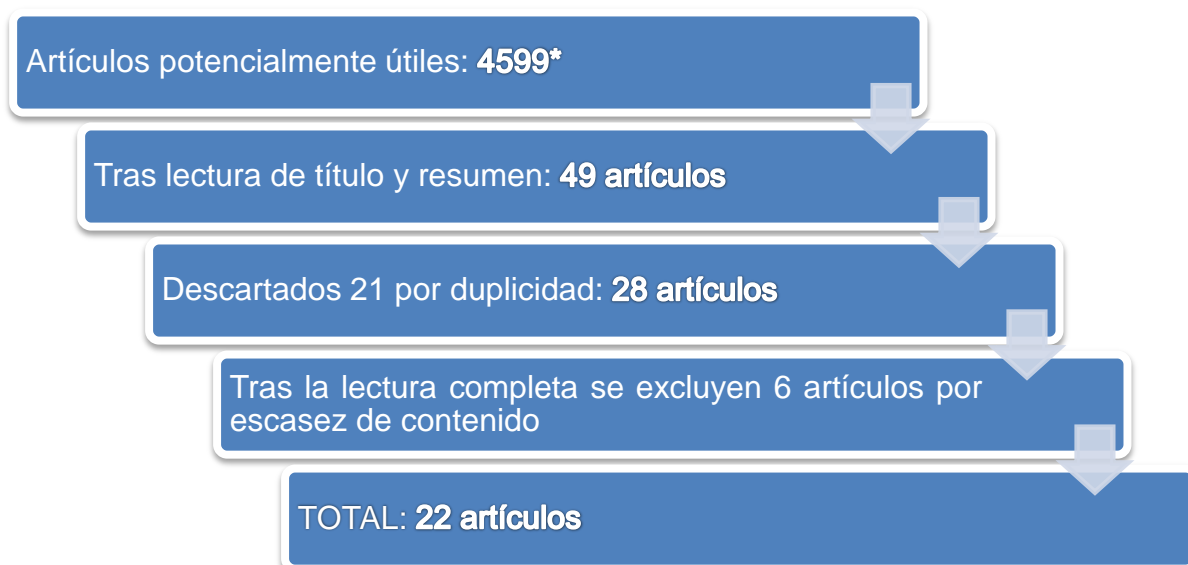 Artículos potencialmente útiles: 4599*
Tras lectura de título y resumen: 49 artículos
Descartados 21 por duplicidad: 28 artículos
Tras la lectura completa se excluyen 6 artículos por
escasez de contenido
TOTAL: 22 artículos